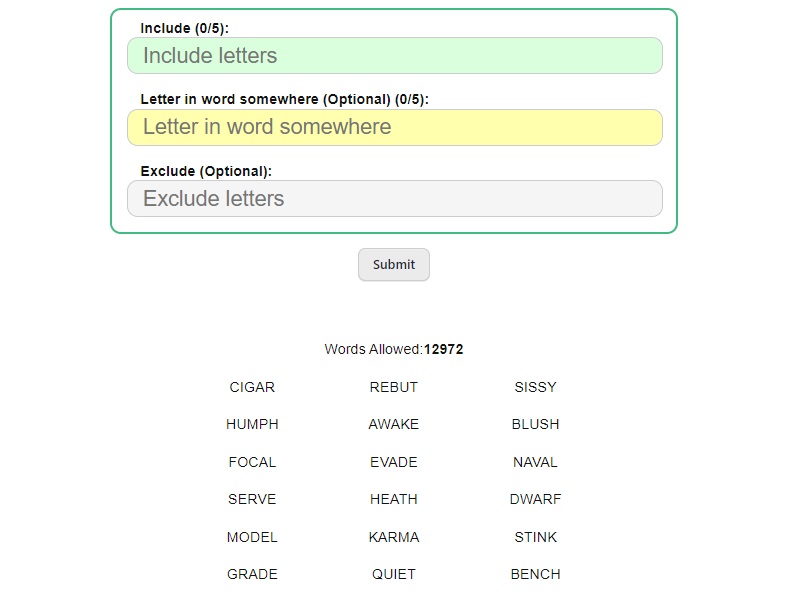 Include (0/5):
Include letters
Letter in word somewhere (Optional) (0/5):
Letter in word somewhere
Exclude (Optional):
Exclude letters
Submit
Words Allowed:12972
CIGAR REBUT SISSY
HUMPH AWAKE BLUSH
FOCAL EVADE NAVAL
SERVE HEATH DWARF
MODEL KARMA STINK
GRADE QUIET BENCH